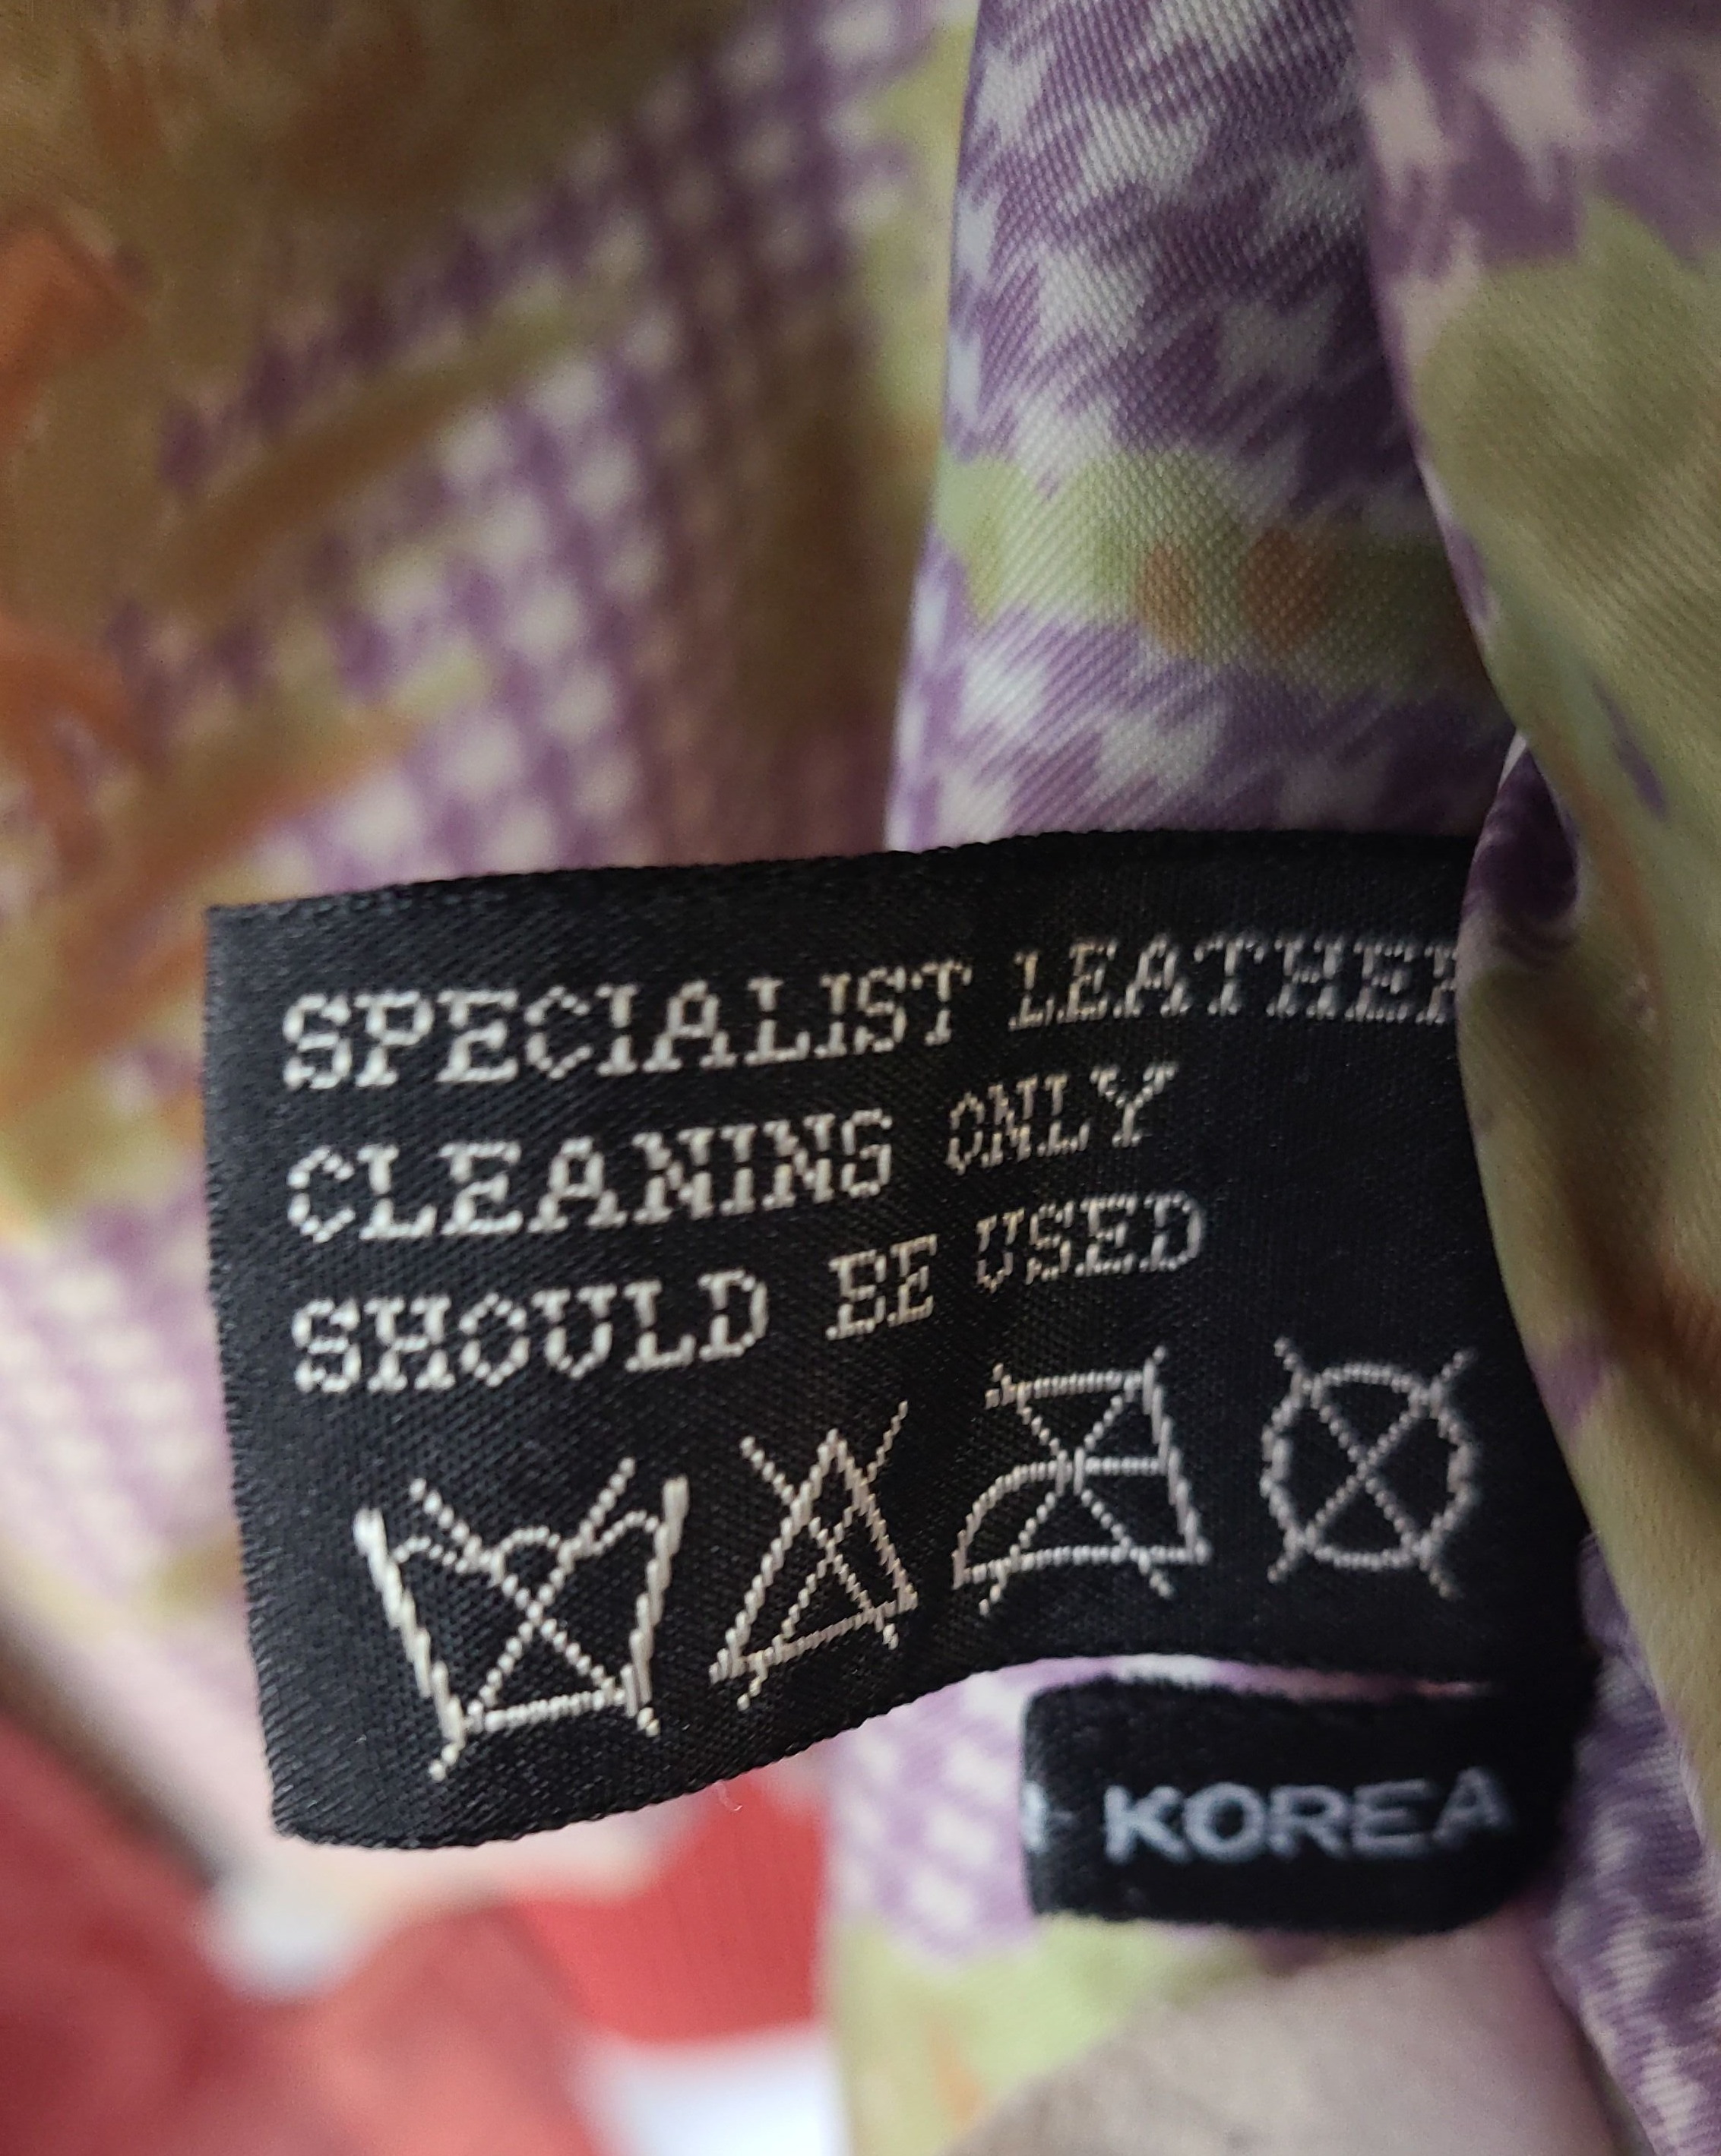 SPECIALIST LEATHER
CLEANING ONLY
SHOULD BE USED
KOREA